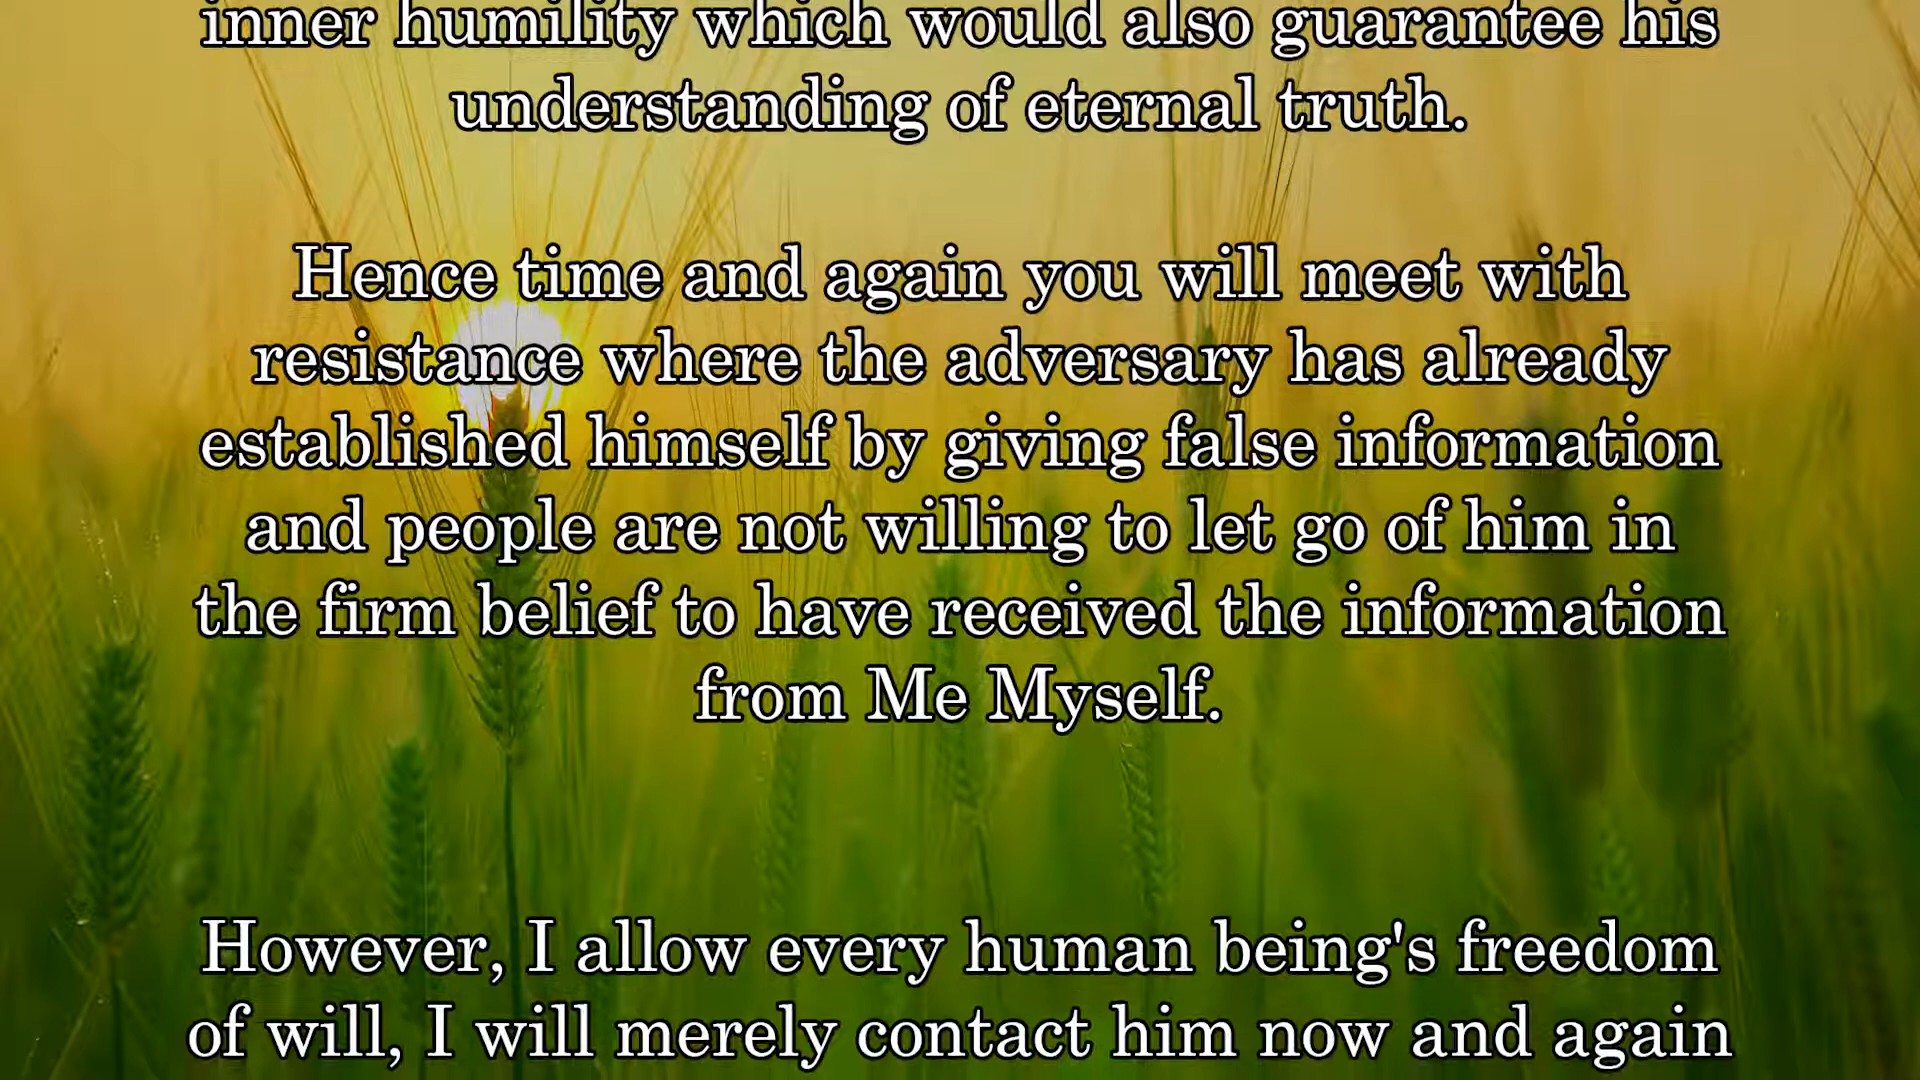 inner humility which would also guarantee his
understanding of eternal truth.
Hence time and again you will meet with
resistance where the adversary has already
established himself by giving false information
and people are not willing to let go of him in
the firm belief to have received the information
from Me Myself.
However, I allow every human being's freedom
of will, I will merely contact him now and again